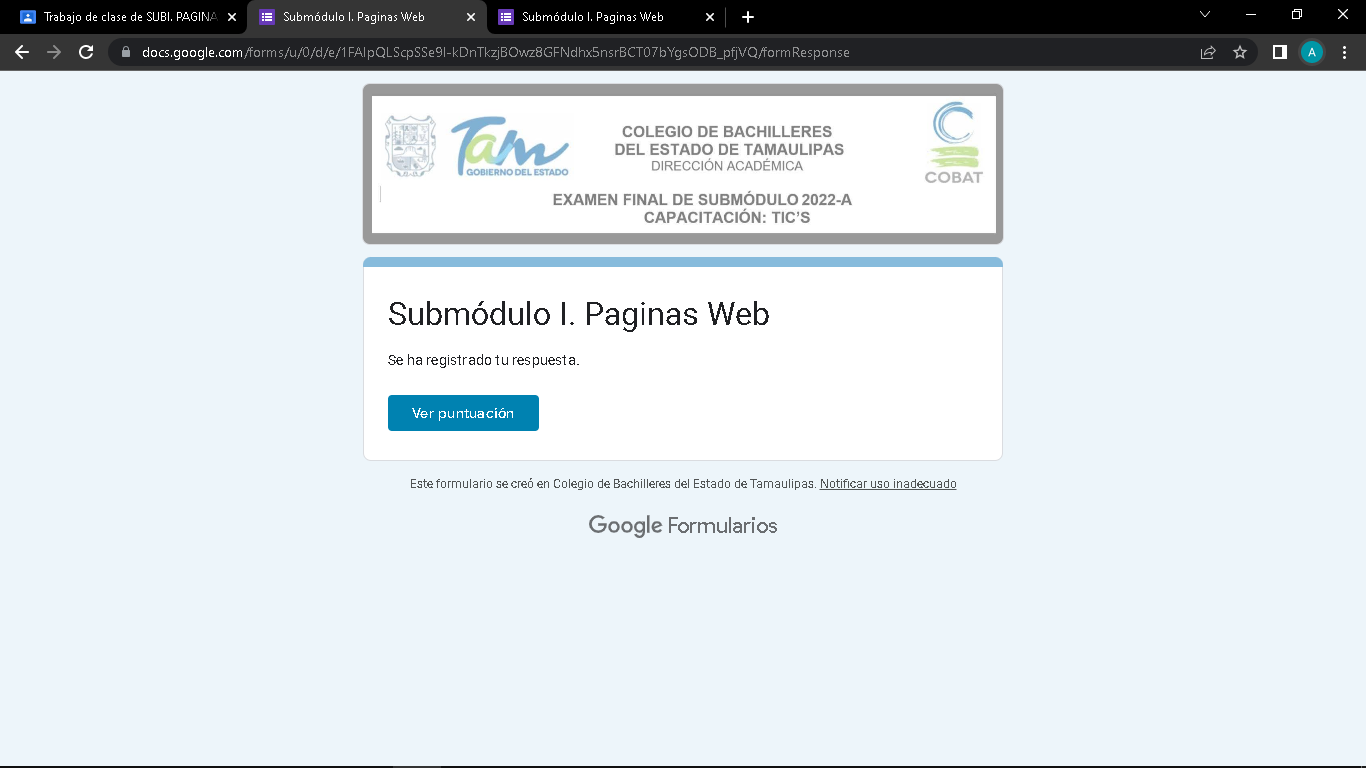 Trabajo de clase de SUBI. PAGINA
Submódulo I. Paginas Web
Submódulo I. Paginas Web
docs.google.com/forms/u/0/d/e/1FAIpQLScpSSe9I-kDnTkzjBOwz8GFNdhx5nsrBCT07bYgsODB_pfjVQ/formResponse
A
Tam
GOBIERNO DEL ESTADO
COLEGIO DE BACHILLERES
DEL ESTADO DE TAMAULIPAS
DIRECCIÓN ACADÉMICA
COBAT
EXAMEN FINAL DE SUBMÓDULO 2022-A
CAPACITACIÓN: TIC'S
Submódulo I. Paginas Web
Se ha registrado tu respuesta.
Ver puntuación
Este formulario se creó en Colegio de Bachilleres del Estado de Tamaulipas. Notificar uso inadecuado
Google Formularios